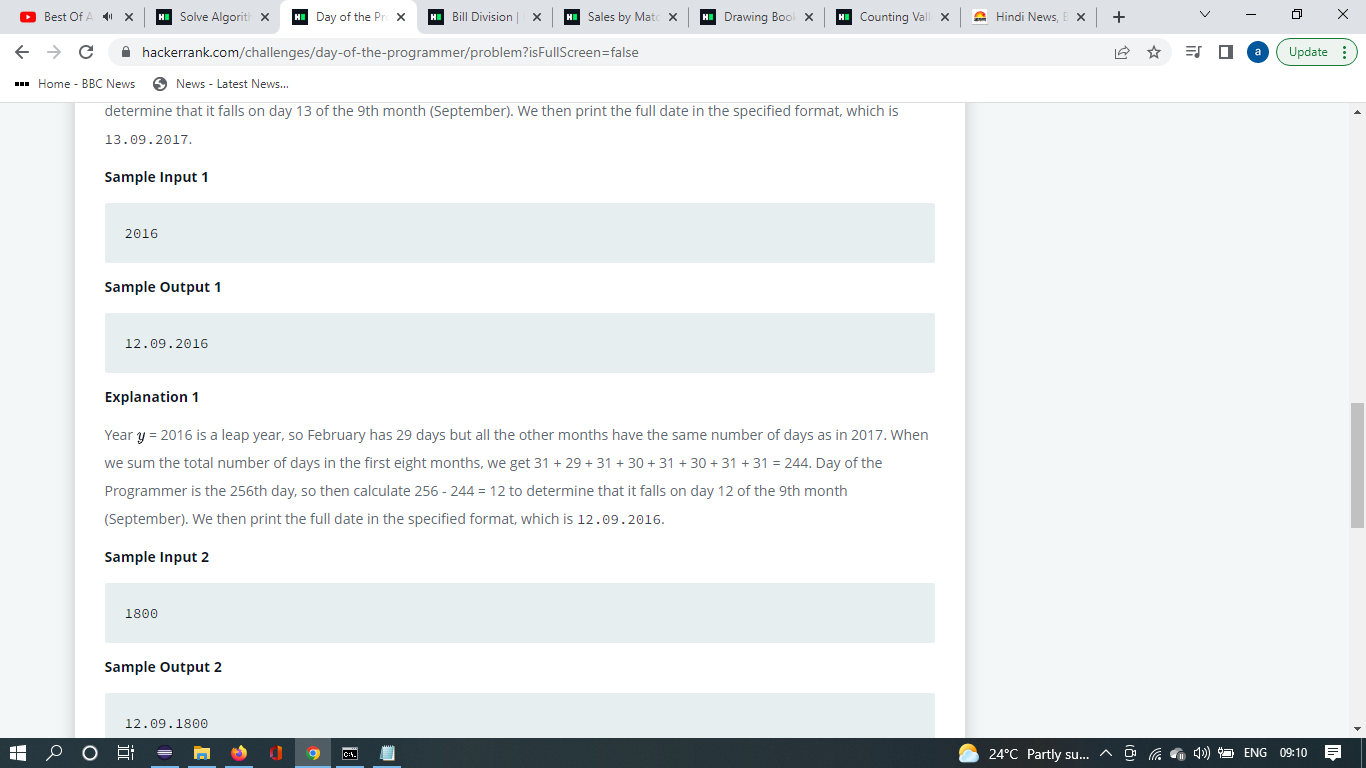 Best Of A
Solve Algorith
Day of the Pr
Bill Division |
Sales by Matc
Drawing Book
Counting Vall
Hindi News, B
hackerrank.com/challenges/day-of-the-programmer/problem?isFullScreen=false
a
Update
Home - BBC News
News - Latest News...
determine that it falls on day 13 of the 9th month (September). We then print the full date in the specified format, which is
13.09.2017.
Sample Input 1
2016
Sample Output 1
12.09.2016
Explanation 1
Year y = 2016 is a leap year, so February has 29 days but all the other months have the same number of days as in 2017. When
we sum the total number of days in the first eight months, we get 31 + 29 + 31 + 30 + 31 + 30 + 31 + 31 = 244. Day of the
Programmer is the 256th day, so then calculate 256 - 244 = 12 to determine that it falls on day 12 of the 9th month
(September). We then print the full date in the specified format, which is 12.09.2016.
Sample Input 2
1800
Sample Output 2
12.09.1800
24°C Partly su...
ENG
09:10